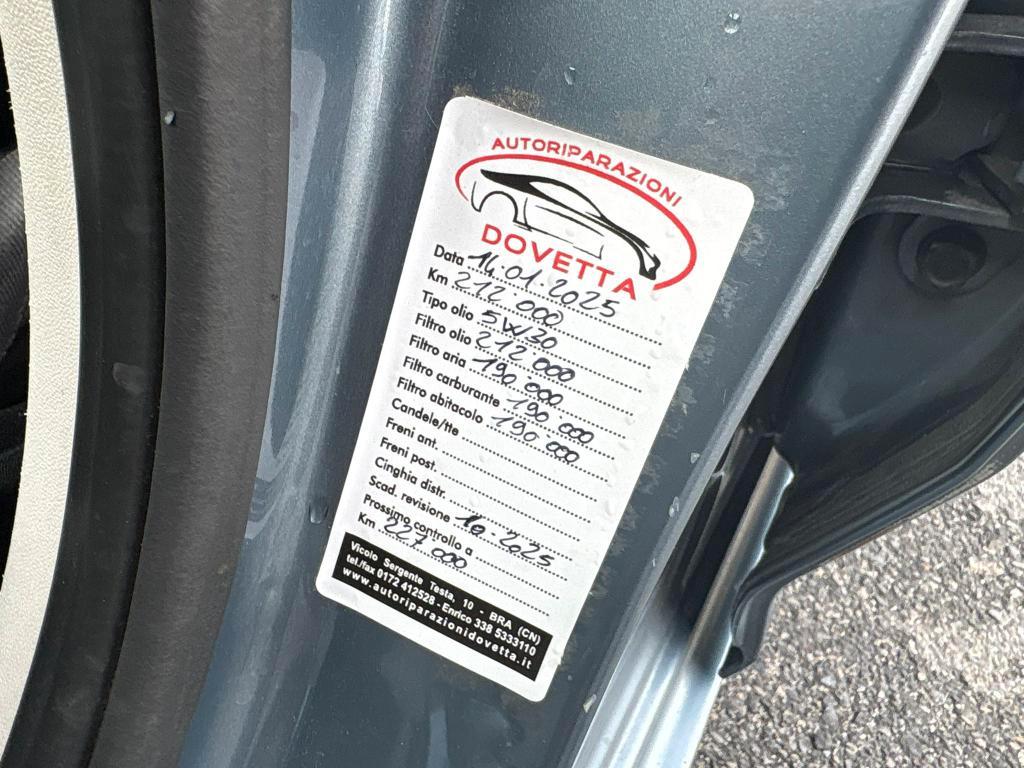 AUTORIPARAZIONI
DOVETTA
Data 11.01.2025
Km 212 000
Tipo olio 5W/30
Filtro olio 212 000
Filtro aria 190.000
Filtro carburante 190 000
Filtro abitacolo 190 000
Candele/tte
Freni ant.
Freni post.
Cinghia distr.
Scad. revisione 10-2025
Prossimo controllo a
Km. 227.000
Vicolo Sergente Testa, 10 - BRA (CN)
tel./fax 0172 412528 - Enrico 338 5333110
www.autoriparazionidovetta.it